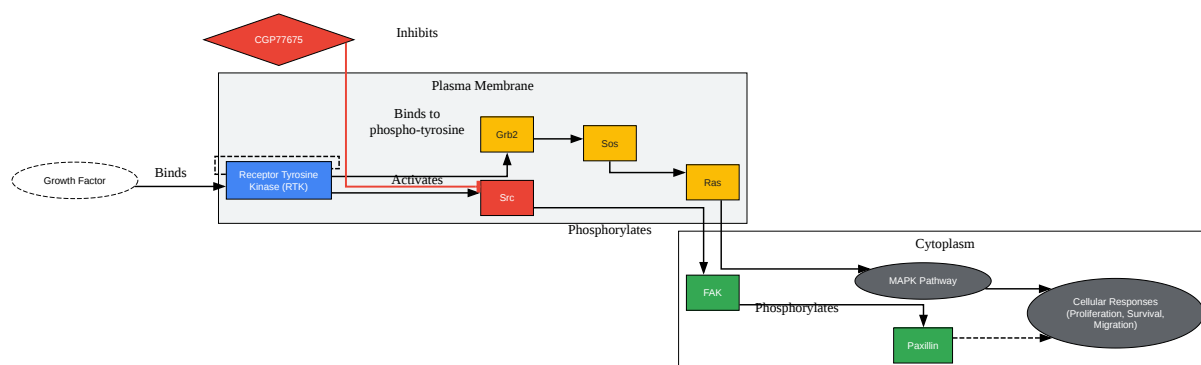 CGP77675
Inhibits
Plasma Membrane
Binds to
phospho-tyrosine
Grb2
Sos
Growth Factor
Binds
Receptor Tyrosine
Kinase (RTK)
Activates
Src
Ras
Phosphorylates
Cytoplasm
FAK
MAPK Pathway
Phosphorylates
Cellular Responses
(Proliferation, Survival,
Migration)
Paxillin